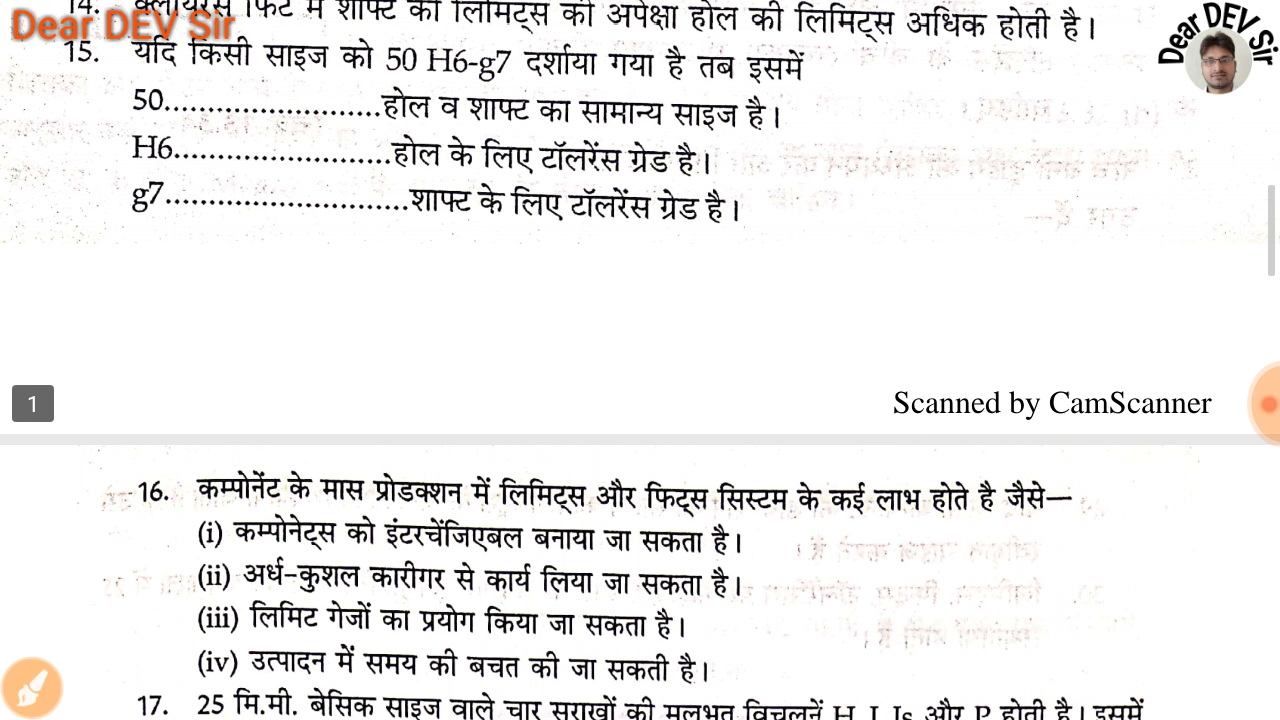 14. क्लीयरेंस फिट में शाफ्ट की लिमिट्स की अपेक्षा होल की लिमिट्स अधिक होती है।
Dear DEV Sir
Dear DEV Sir
15. यदि किसी साइज को 50 H6-g7 दर्शाया गया है तब इसमें
50.........................होल व शाफ्ट का सामान्य साइज है।
H6.........................होल के लिए टॉलरेंस ग्रेड है।
g7............................शाफ्ट के लिए टॉलरेंस ग्रेड है।
1
Scanned by CamScanner
16. कम्पोनेंट के मास प्रोडक्शन में लिमिट्स और फिट्स सिस्टम के कई लाभ होते है जैसे—
(i) कम्पोनेट्स को इंटरचेंजिएबल बनाया जा सकता है।
(ii) अर्ध-कुशल कारीगर से कार्य लिया जा सकता है।
(iii) लिमिट गेजों का प्रयोग किया जा सकता है।
(iv) उत्पादन में समय की बचत की जा सकती है।
17. 25 मि.मी. बेसिक साइज वाले चार सुराखों की मूलभूत विचलनें H, J, Js और P होती है। इसमें